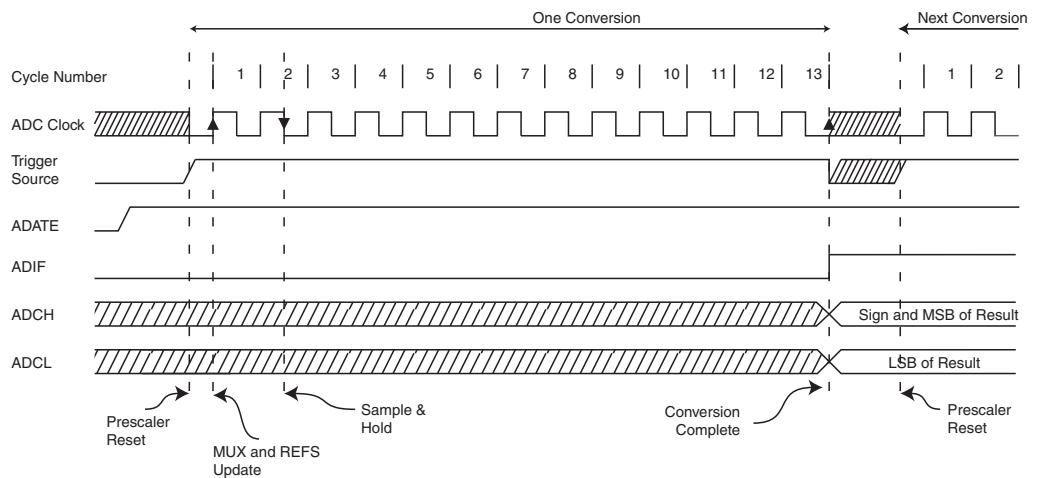 One Conversion
Next Conversion
Cycle Number
1 2 3 4 5 6 7 8 9 10 11 12 13 1 2
ADC Clock
Trigger
Source
ADATE
ADIF
ADCH
Sign and MSB of Result
ADCL
LSB of Result
Prescaler
Reset
MUX and REFS
Update
Sample &
Hold
Conversion
Complete
Prescaler
Reset